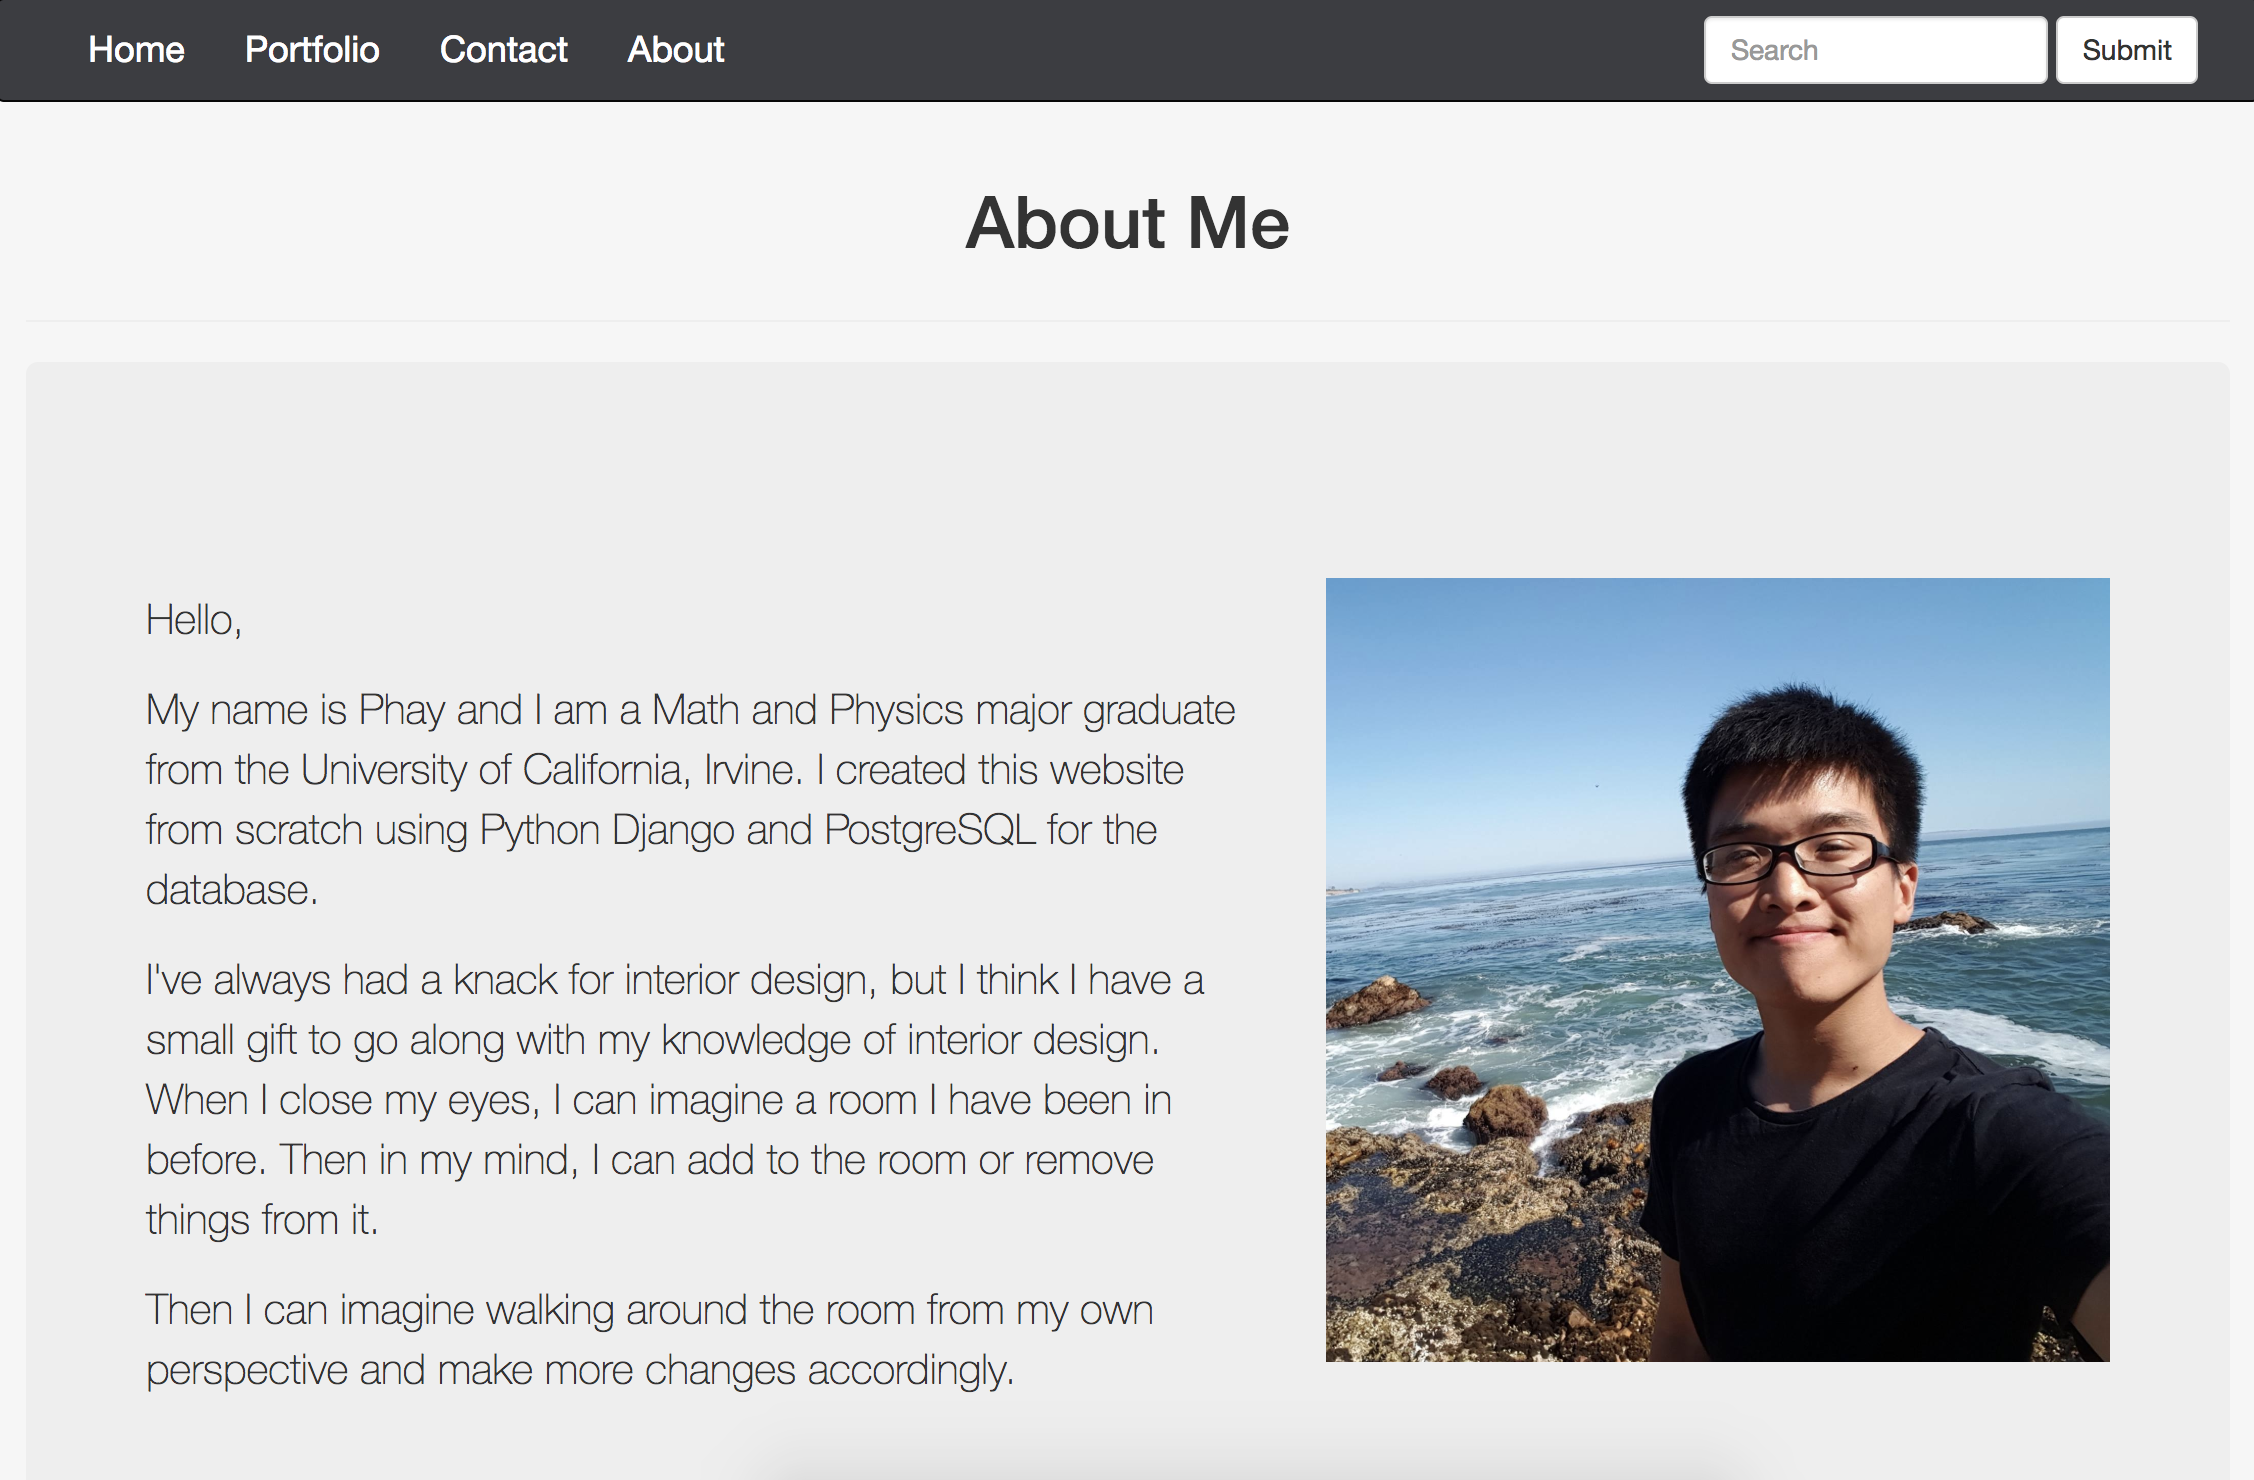 Home Portfolio Contact About Search Submit
About Me
Hello,
My name is Phay and I am a Math and Physics major graduate
from the University of California, Irvine. I created this website
from scratch using Python Django and PostgreSQL for the
database.
I've always had a knack for interior design, but I think I have a
small gift to go along with my knowledge of interior design.
When I close my eyes, I can imagine a room I have been in
before. Then in my mind, I can add to the room or remove
things from it.
Then I can imagine walking around the room from my own
perspective and make more changes accordingly.